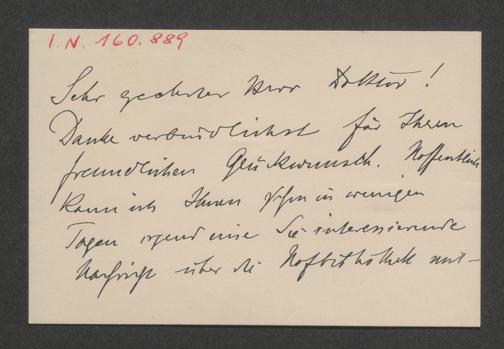 I.N. 160.889
Sehr geehrter Herr Doktor!
Danke verbindlichst für Ihren
freundlichen Glückwunsch. Hoffentlich
kann ich Ihnen schon in wenigen
Tagen irgend eine Sie interessierende
Nachricht über die Hofbibliothek mit-